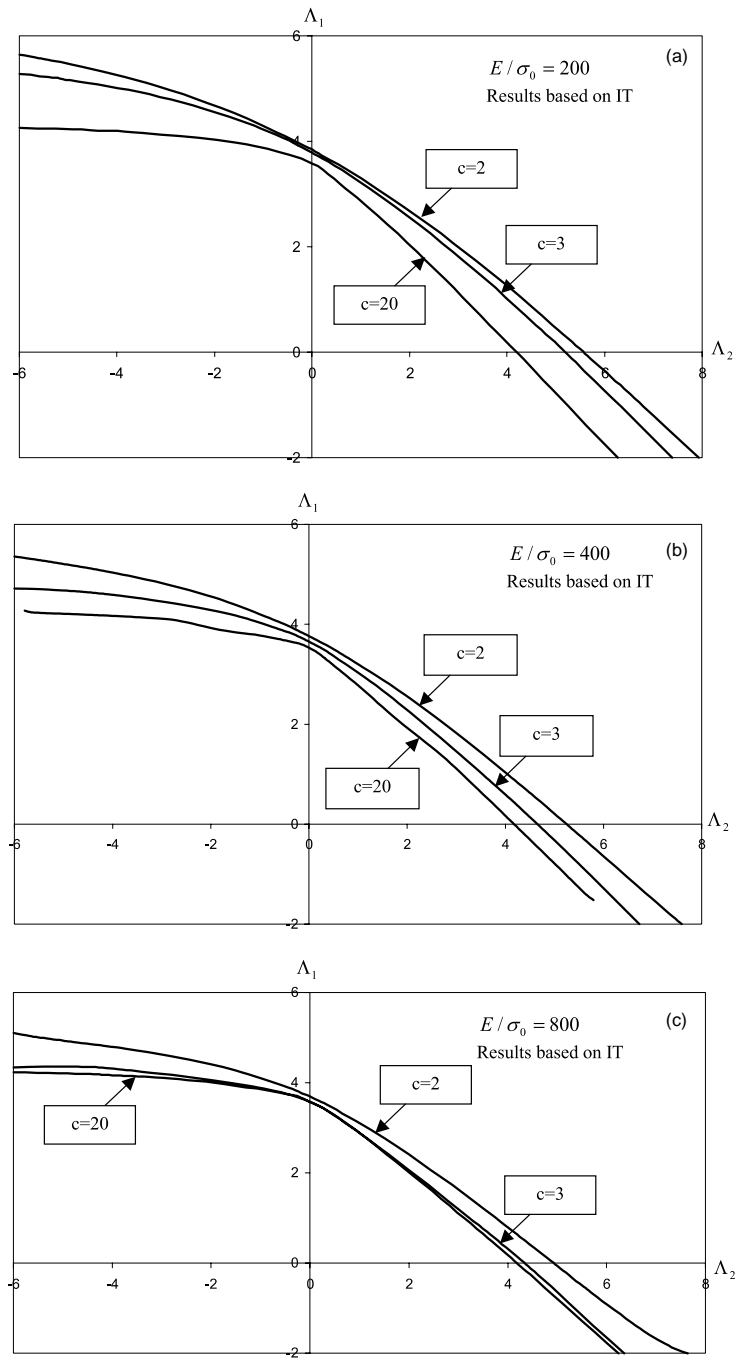 Λ₁
6
(a)
E / σ₀ = 200
Results based on IT
4
c=2
2
c=3
c=20
0
Λ₂
-6
-4
-2
0
2
4
6
8
-2
Λ₁
6
(b)
E / σ₀ = 400
Results based on IT
4
c=2
2
c=3
c=20
0
Λ₂
-6
-4
-2
0
2
4
6
8
-2
Λ₁
6
(c)
E / σ₀ = 800
Results based on IT
4
c=2
c=20
2
c=3
0
Λ₂
-6
-4
-2
0
2
4
6
8
-2